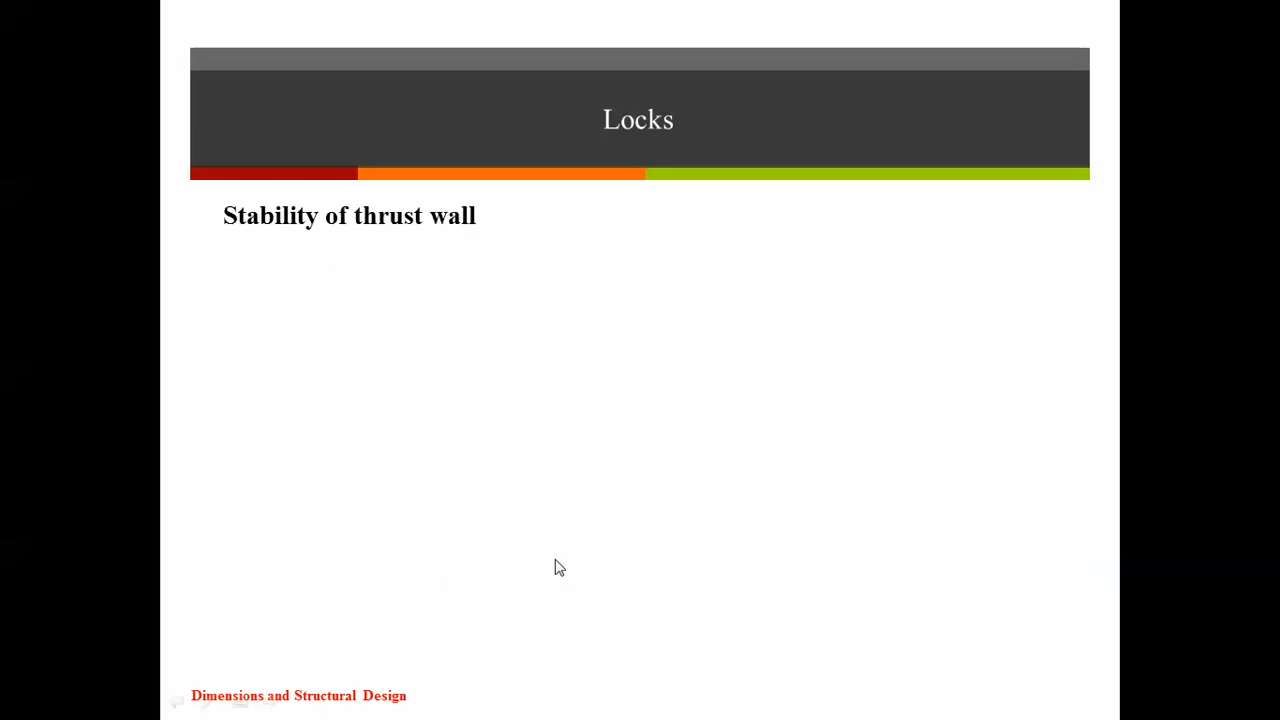 Locks
Stability of thrust wall
Dimensions and Structural Design